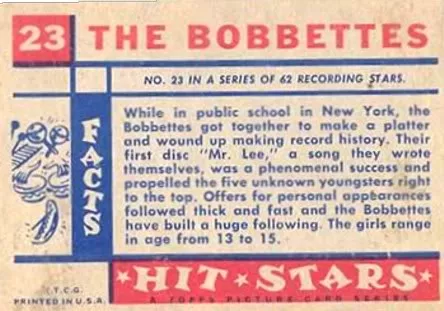 23 THE BOBBETTES
NO. 23 IN A SERIES OF 62 RECORDING STARS.
FACTS
While in public school in New York, the
Bobbettes got together to make a platter
and wound up making record history. Their
first disc "Mr. Lee," a song they wrote
themselves, was a phenomenal success and
propelled the five unknown youngsters right
to the top. Offers for personal appearances
followed thick and fast and the Bobbettes
have built a huge following. The girls range
in age from 13 to 15.
T.C.G.
PRINTED IN U.S.A.
HIT STARS
A TOPPS PICTURE CARD SERIES